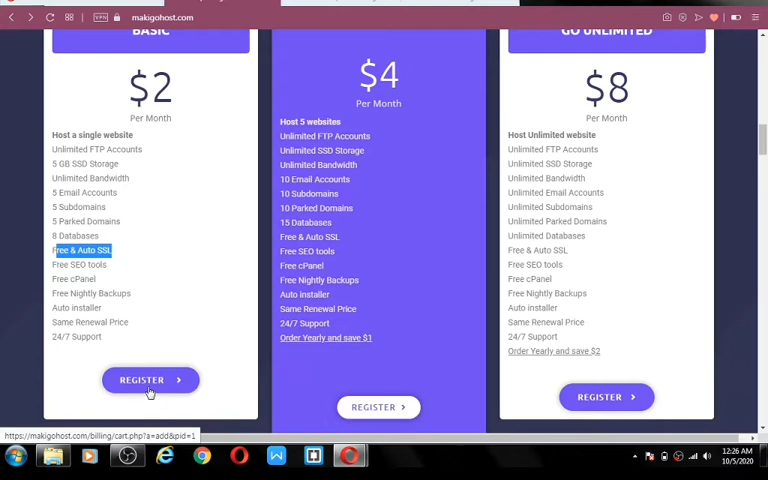 VPN
makigohost.com
BASIC
$2
Per Month
Host a single website
Unlimited FTP Accounts
5 GB SSD Storage
Unlimited Bandwidth
5 Email Accounts
5 Subdomains
5 Parked Domains
8 Databases
Free & Auto SSL
Free SEO tools
Free cPanel
Free Nightly Backups
Auto installer
Same Renewal Price
24/7 Support
REGISTER
$4
Per Month
Host 5 websites
Unlimited FTP Accounts
Unlimited SSD Storage
Unlimited Bandwidth
10 Email Accounts
10 Subdomains
10 Parked Domains
15 Databases
Free & Auto SSL
Free SEO tools
Free cPanel
Free Nightly Backups
Auto installer
Same Renewal Price
24/7 Support
Order Yearly and save $1
REGISTER
GO UNLIMITED
$8
Per Month
Host Unlimited website
Unlimited FTP Accounts
Unlimited SSD Storage
Unlimited Bandwidth
Unlimited Email Accounts
Unlimited Subdomains
Unlimited Parked Domains
Unlimited Databases
Free & Auto SSL
Free SEO tools
Free cPanel
Free Nightly Backups
Auto installer
Same Renewal Price
24/7 Support
Order Yearly and save $2
REGISTER
https://makigohost.com/billing/cart.php?a=add&pid=1
12:26 AM
10/5/2020